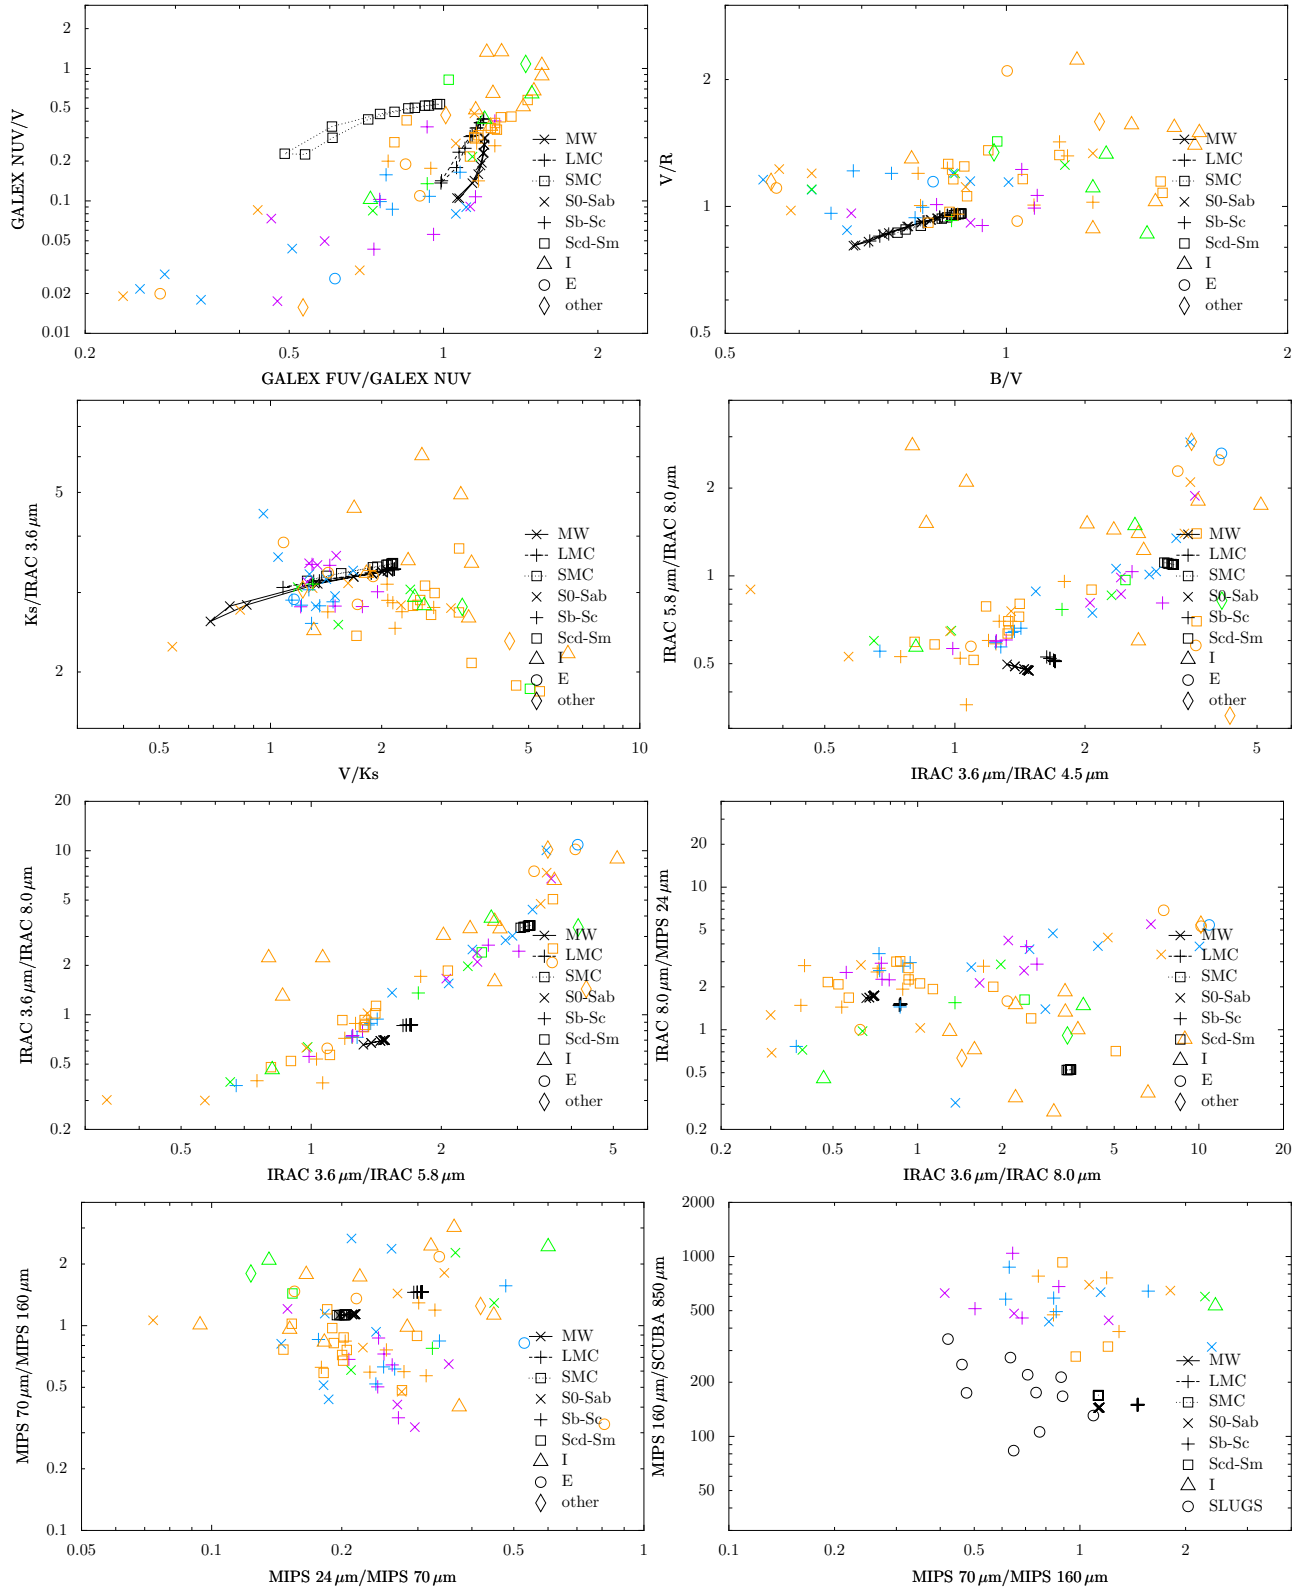 GALEX NUV/V
2
1
0.5
0.2
0.1
0.05
0.02
0.01
0.2
0.5
1
2
GALEX FUV/GALEX NUV
MW
LMC
SMC
S0-Sab
Sb-Sc
Scd-Sm
I
E
other
V/R
2
1
0.5
0.5
1
2
B/V
MW
LMC
SMC
S0-Sab
Sb-Sc
Scd-Sm
I
E
other
Ks/IRAC 3.6 μm
5
2
0.5
1
2
5
10
V/Ks
MW
LMC
SMC
S0-Sab
Sb-Sc
Scd-Sm
I
E
other
IRAC 5.8 μm/IRAC 8.0 μm
2
1
0.5
0.5
1
2
5
IRAC 3.6 μm/IRAC 4.5 μm
MW
LMC
SMC
S0-Sab
Sb-Sc
Scd-Sm
I
E
other
IRAC 3.6 μm/IRAC 8.0 μm
20
10
5
2
1
0.5
0.2
0.5
1
2
5
IRAC 3.6 μm/IRAC 5.8 μm
MW
LMC
SMC
S0-Sab
Sb-Sc
Scd-Sm
I
E
other
IRAC 8.0 μm/MIPS 24 μm
20
10
5
2
1
0.5
0.2
0.2
0.5
1
2
5
10
20
IRAC 3.6 μm/IRAC 8.0 μm
MW
LMC
SMC
S0-Sab
Sb-Sc
Scd-Sm
I
E
other
MIPS 70 μm/MIPS 160 μm
2
1
0.5
0.2
0.1
0.05
0.1
0.2
0.5
1
MIPS 24 μm/MIPS 70 μm
MW
LMC
SMC
S0-Sab
Sb-Sc
Scd-Sm
I
E
other
MIPS 160 μm/SCUBA 850 μm
2000
1000
500
200
100
50
0.1
0.2
0.5
1
2
MIPS 70 μm/MIPS 160 μm
MW
LMC
SMC
S0-Sab
Sb-Sc
Scd-Sm
I
SLUGS